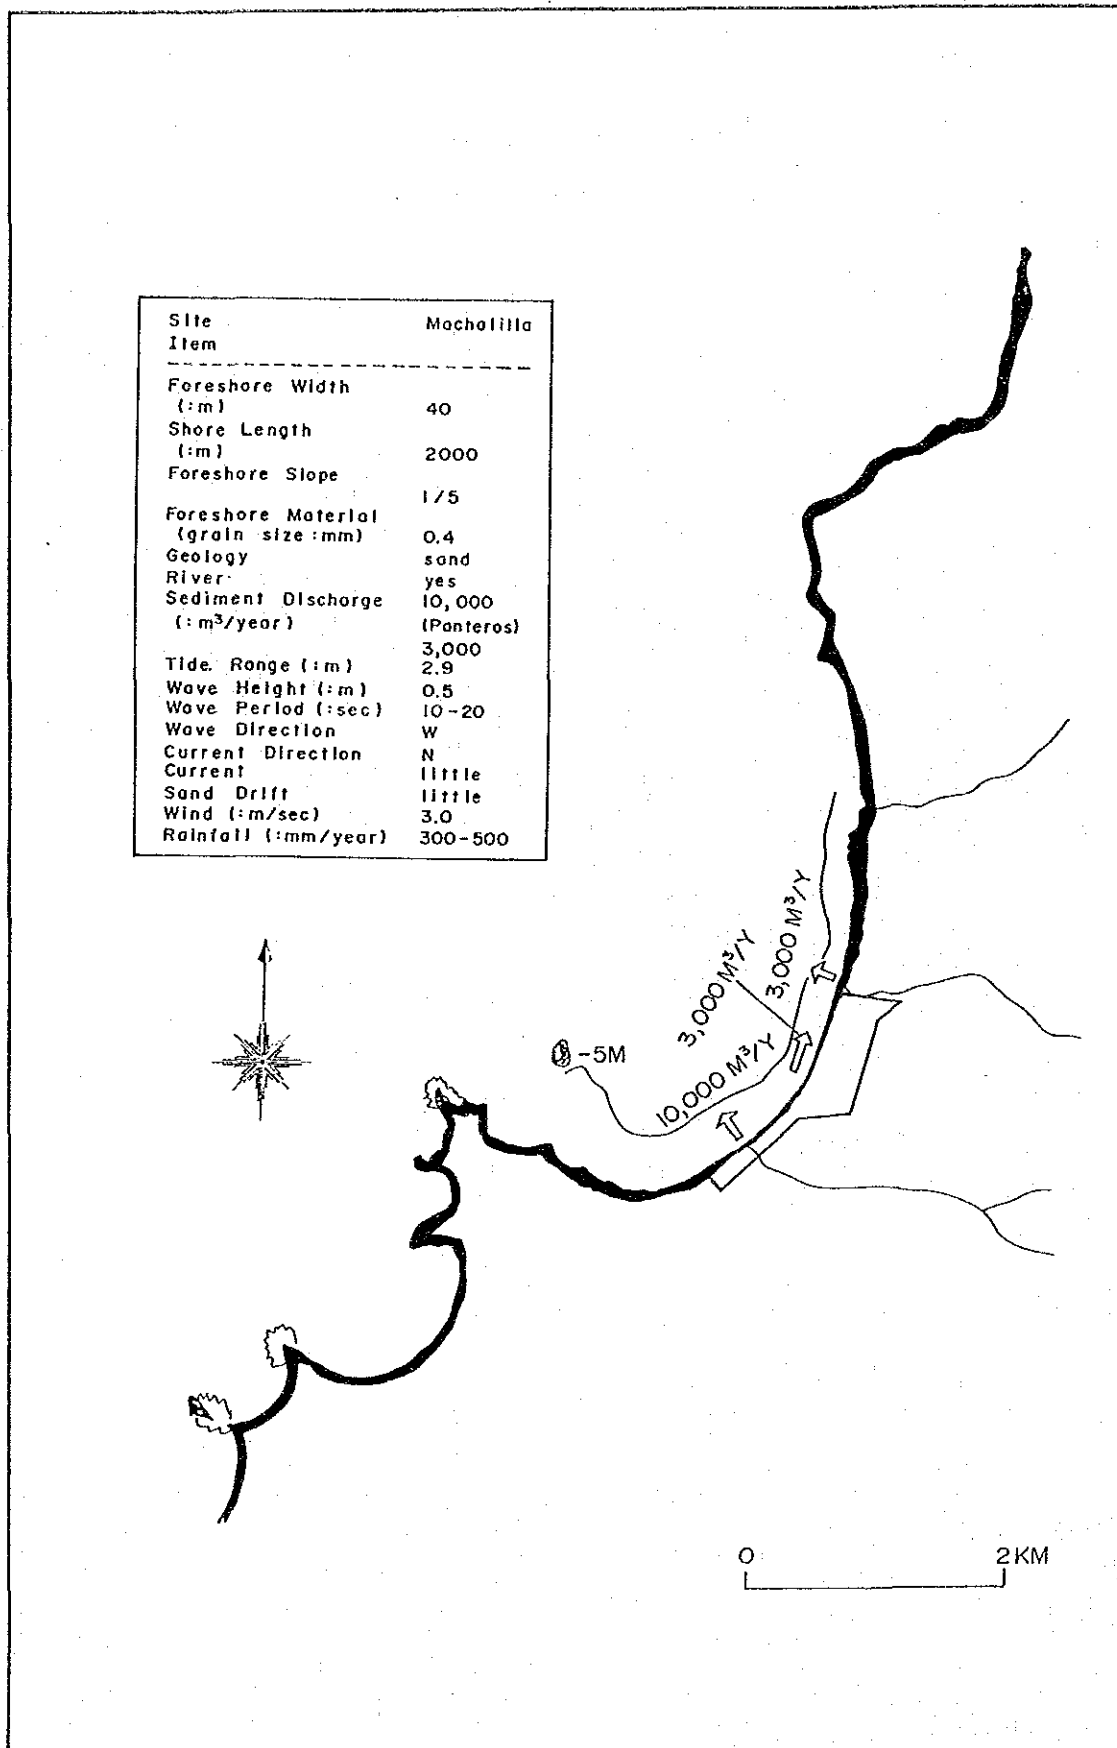 Site Machalilla
Item
Foreshore Width
(:m) 40
Shore Length
(:m) 2000
Foreshore Slope
1/5
Foreshore Material
(grain size:mm) 0.4
Geology sand
River yes
Sediment Discharge 10,000
(:m³/year) (Panteros)
3,000
Tide Range (:m) 2.9
Wave Height (:m) 0.5
Wave Period (:sec) 10-20
Wave Direction W
Current Direction N
Current little
Sand Drift little
Wind (:m/sec) 3.0
Rainfall (:mm/year) 300-500
3,000 M³/Y
3,000 M³/Y
10,000 M³/Y
-5M
0 2KM